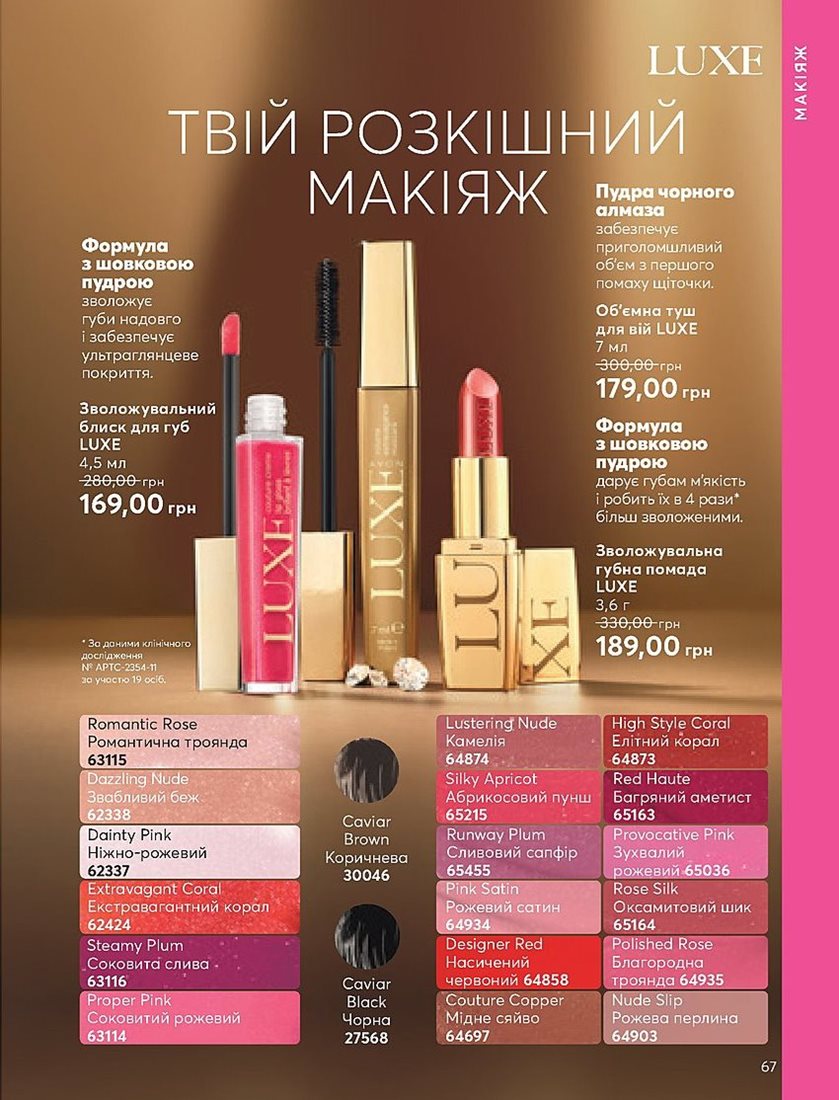 LUXE
МАКІЯЖ
ТВІЙ РОЗКІШНИЙ
МАКІЯЖ
Формула
з шовковою
пудрою
зволожує
губи надовго
і забезпечує
ультраглянцеве
покриття.
Зволожувальний
блиск для губ
LUXE
4,5 мл
280,00 грн
169,00 грн
Пудра чорного
алмаза
забезпечує
приголомшливий
об'єм з першого
помаху щіточки.
Об'ємна туш
для вій LUXE
7 мл
300,00 грн
179,00 грн
Формула
з шовковою
пудрою
дарує губам м'якість
і робить їх в 4 рази*
більш зволоженими.
Зволожувальна
губна помада
LUXE
3,6 г
330,00 грн
189,00 грн
LUXE
LUXE
7ml e
LUXE
LU
XE
* За даними клінічного
дослідження
№ АРТС-2354-11
за участю 19 осіб.
Romantic Rose
Романтична троянда
63115
Dazzling Nude
Звабливий беж
62338
Dainty Pink
Ніжно-рожевий
62337
Extravagant Coral
Екстравагантний корал
62424
Steamy Plum
Соковита слива
63116
Proper Pink
Соковитий рожевий
63114
Caviar
Brown
Коричнева
30046
Caviar
Black
Чорна
27568
Lustering Nude
Камелія
64874
Silky Apricot
Абрикосовий пунш
65215
Runway Plum
Сливовий сапфір
65455
Pink Satin
Рожевий сатин
64934
Designer Red
Насичений
червоний 64858
Couture Copper
Мідне сяйво
64697
High Style Coral
Елітний корал
64873
Red Haute
Багряний аметист
65163
Provocative Pink
Зухвалий
рожевий 65036
Rose Silk
Оксамитовий шик
65164
Polished Rose
Благородна
троянда 64935
Nude Slip
Рожева перлина
64903
67